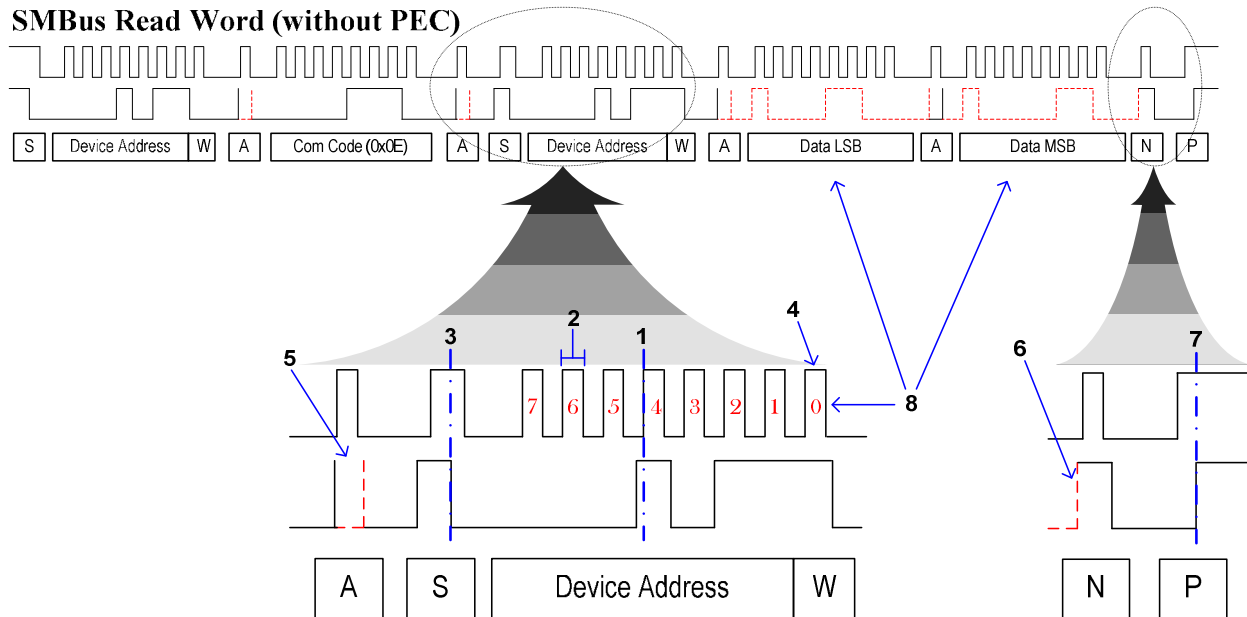 SMBus Read Word (without PEC)
S Device Address W A Com Code (0x0E) A S Device Address W A Data LSB A Data MSB N P
2 4
3 1 7
5 6
7 6 5 4 3 2 1 0 8
A S Device Address W N P